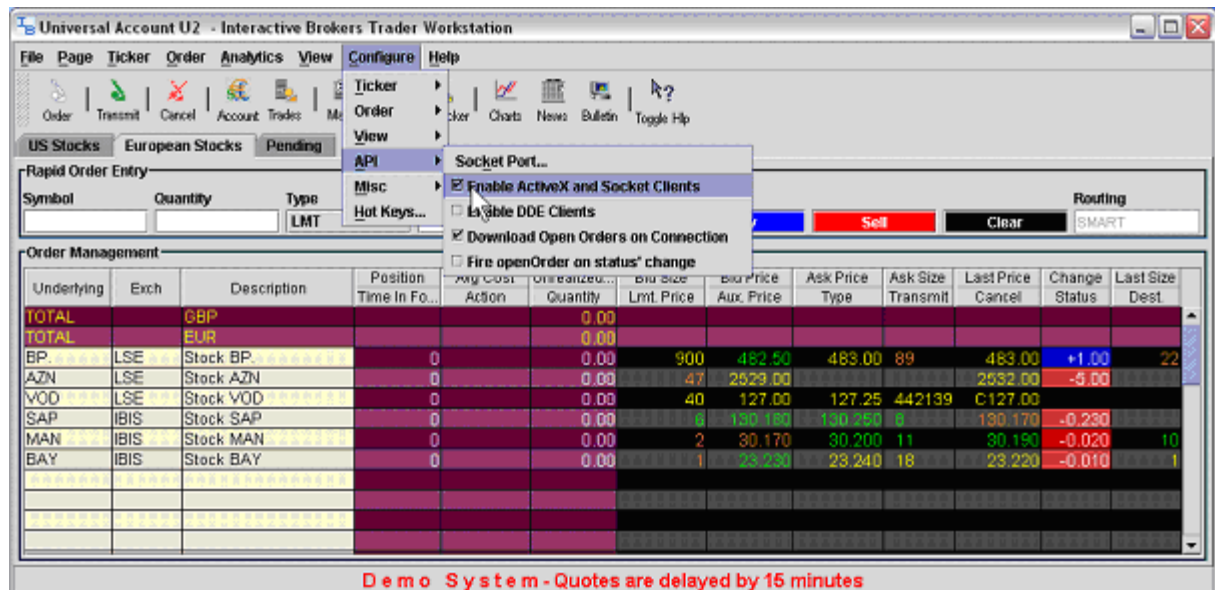 Universal Account U2 - Interactive Brokers Trader Workstation
File Page Ticker Order Analytics View Configure Help
Order Transmit Cancel Account Trades Charts News Bulletin Toggle Hlp
US Stocks European Stocks Pending
Ticker
Order
View
API
Misc
Hot Keys...
Socket Port...
Enable ActiveX and Socket Clients
Enable DDE Clients
Download Open Orders on Connection
Fire openOrder on status' change
Rapid Order Entry
Symbol Quantity Type Routing
LMT Sell Clear SMART
Order Management
Underlying Exch Description Position Avg Cost Unrealized... Bid Size Bid Price Ask Price Ask Size Last Price Change Last Size
Time In Fo... Action Quantity Lmt. Price Aux. Price Type Transmit Cancel Status Dest.
TOTAL GBP 0.00
TOTAL EUR 0.00
BP. LSE Stock BP. 0 0.00 900 482.50 483.00 89 483.00 +1.00 22
AZN LSE Stock AZN 0 0.00 47 2529.00 2532.00 -5.00
VOD LSE Stock VOD 0 0.00 40 127.00 127.25 442139 C127.00
SAP IBIS Stock SAP 0 0.00 6 130.180 130.250 8 130.170 -0.230
MAN IBIS Stock MAN 0 0.00 2 30.170 30.200 11 30.190 -0.020 10
BAY IBIS Stock BAY 0 0.00 1 23.230 23.240 18 23.220 -0.010 1
Demo System - Quotes are delayed by 15 minutes